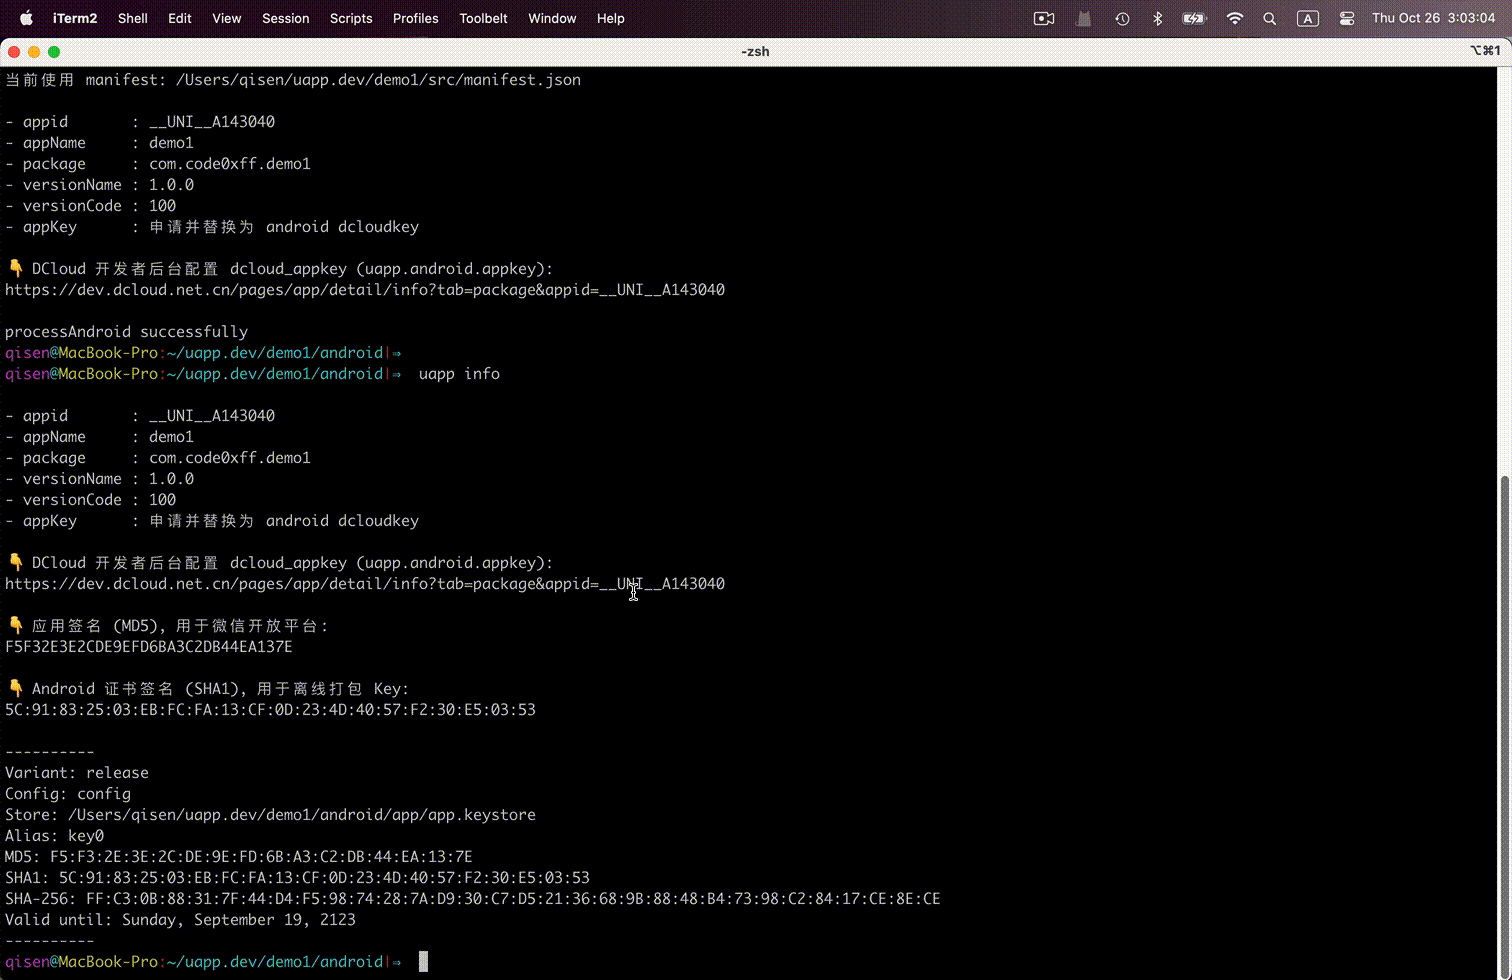 iTerm2 Shell Edit View Session Scripts Profiles Toolbelt Window Help A Thu Oct 26 3:03:04
-zsh ⌥⌘1
当前使用 manifest: /Users/qisen/uapp.dev/demo1/src/manifest.json
- appid : __UNI__A143040
- appName : demo1
- package : com.code0xff.demo1
- versionName : 1.0.0
- versionCode : 100
- appKey : 申请并替换为 android dcloudkey
👇 DCloud 开发者后台配置 dcloud_appkey (uapp.android.appkey):
https://dev.dcloud.net.cn/pages/app/detail/info?tab=package&appid=__UNI__A143040
processAndroid successfully
qisen@MacBook-Pro:~/uapp.dev/demo1/android|⇒
qisen@MacBook-Pro:~/uapp.dev/demo1/android|⇒ uapp info
- appid : __UNI__A143040
- appName : demo1
- package : com.code0xff.demo1
- versionName : 1.0.0
- versionCode : 100
- appKey : 申请并替换为 android dcloudkey
👇 DCloud 开发者后台配置 dcloud_appkey (uapp.android.appkey):
https://dev.dcloud.net.cn/pages/app/detail/info?tab=package&appid=__UNI__A143040
👇 应用签名 (MD5), 用于微信开放平台:
F5F32E3E2CDE9EFD6BA3C2DB44EA137E
👇 Android 证书签名 (SHA1), 用于离线打包 Key:
5C:91:83:25:03:EB:FC:FA:13:CF:0D:23:4D:40:57:F2:30:E5:03:53
----------
Variant: release
Config: config
Store: /Users/qisen/uapp.dev/demo1/android/app/app.keystore
Alias: key0
MD5: F5:F3:2E:3E:2C:DE:9E:FD:6B:A3:C2:DB:44:EA:13:7E
SHA1: 5C:91:83:25:03:EB:FC:FA:13:CF:0D:23:4D:40:57:F2:30:E5:03:53
SHA-256: FF:C3:0B:88:31:7F:44:D4:F5:98:74:28:7A:D9:30:C7:D5:21:36:68:9B:88:48:B4:73:98:C2:84:17:CE:8E:CE
Valid until: Sunday, September 19, 2123
----------
qisen@MacBook-Pro:~/uapp.dev/demo1/android|⇒